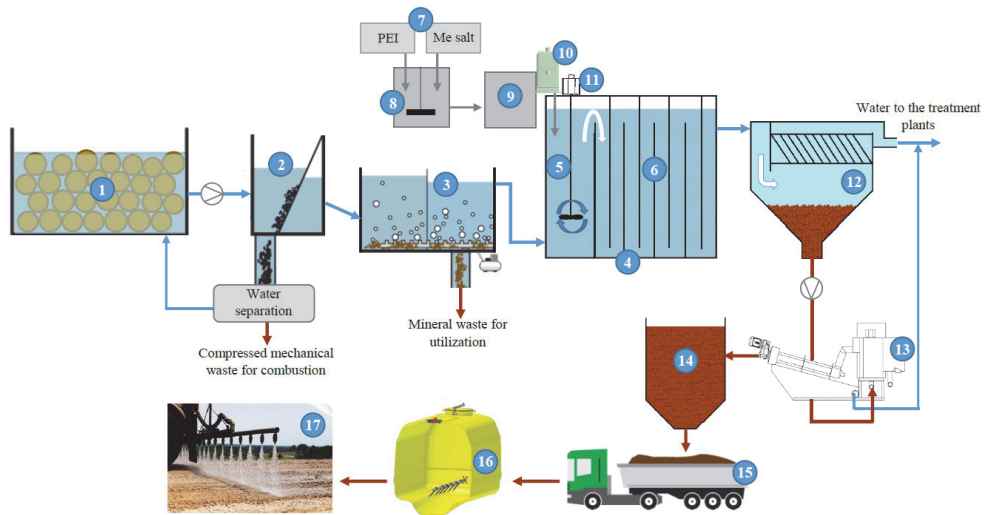 7
PEI
Me salt
10
11
8
9
Water to the treatment
plants
1
2
3
5
6
12
4
Water
separation
Mineral waste for
utilization
Compressed mechanical
waste for combustion
13
14
17
16
15